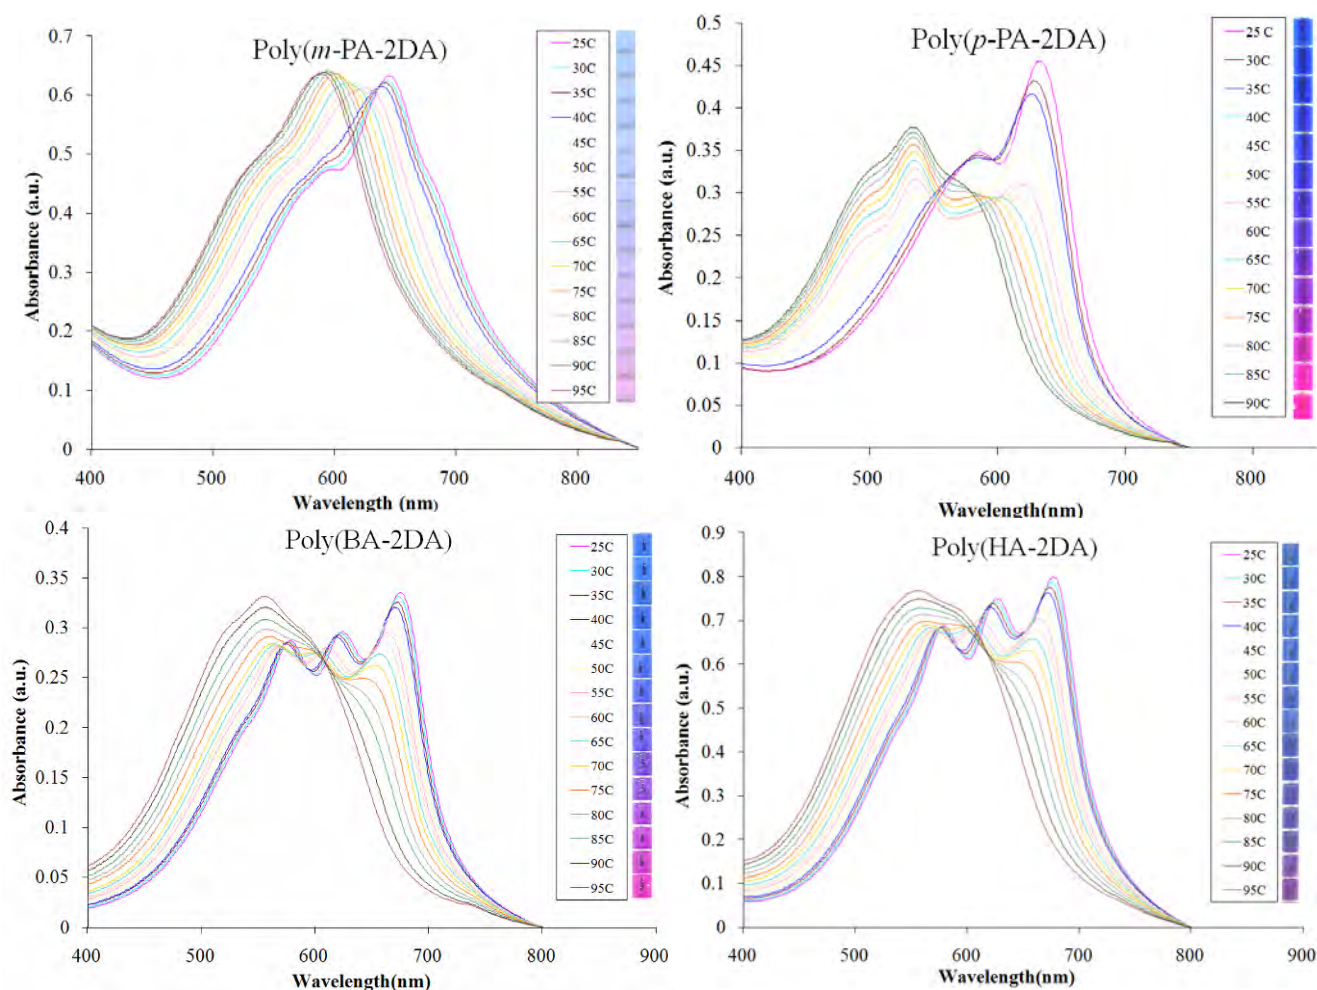 Poly(m-PA-2DA)
0.7
0.6
0.5
0.4
0.3
0.2
0.1
0
Absorbance (a.u.)
400 500 600 700 800
Wavelength (nm)
25C
30C
35C
40C
45C
50C
55C
60C
65C
70C
75C
80C
85C
90C
95C
Poly(p-PA-2DA)
0.5
0.45
0.4
0.35
0.3
0.25
0.2
0.15
0.1
0.05
0
Absorbance (a.u.)
400 500 600 700 800
Wavelength(nm)
25 C
30C
35C
40C
45C
50C
55C
60C
65C
70C
75C
80C
85C
90C
Poly(BA-2DA)
0.4
0.35
0.3
0.25
0.2
0.15
0.1
0.05
0
Absorbance (a.u.)
400 500 600 700 800 900
Wavelength(nm)
25C
30C
35C
40C
45C
50C
55C
60C
65C
70C
75C
80C
85C
90C
95C
Poly(HA-2DA)
0.9
0.8
0.7
0.6
0.5
0.4
0.3
0.2
0.1
0
Absorbance (a.u.)
400 500 600 700 800 900
Wavelength(nm)
25C
30C
35C
40C
45C
50C
55C
60C
65C
70C
75C
80C
85C
90C
95C